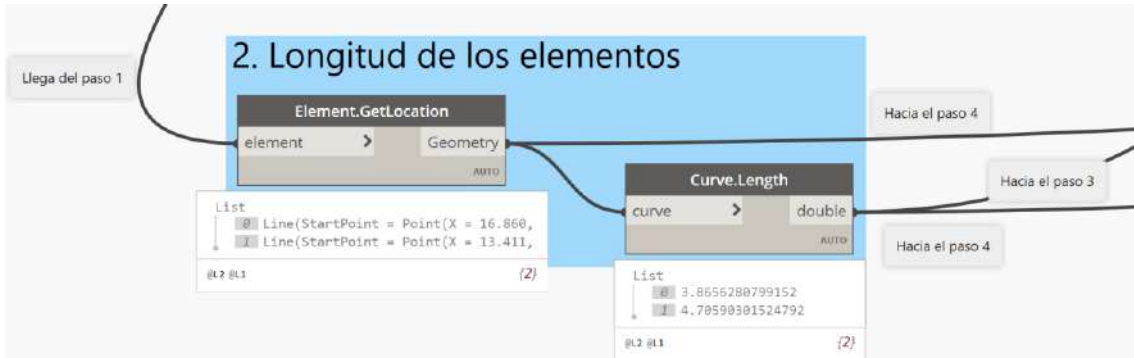 2. Longitud de los elementos
Llega del paso 1
Element.GetLocation
element > Geometry
AUTO
List
0 Line(StartPoint = Point(X = 16.860,
1 Line(StartPoint = Point(X = 13.411,
@L2 @L1 {2}
Hacia el paso 4
Curve.Length
curve > double
AUTO
Hacia el paso 3
Hacia el paso 4
List
0 3.8656280799152
1 4.70590301524792
@L2 @L1 {2}